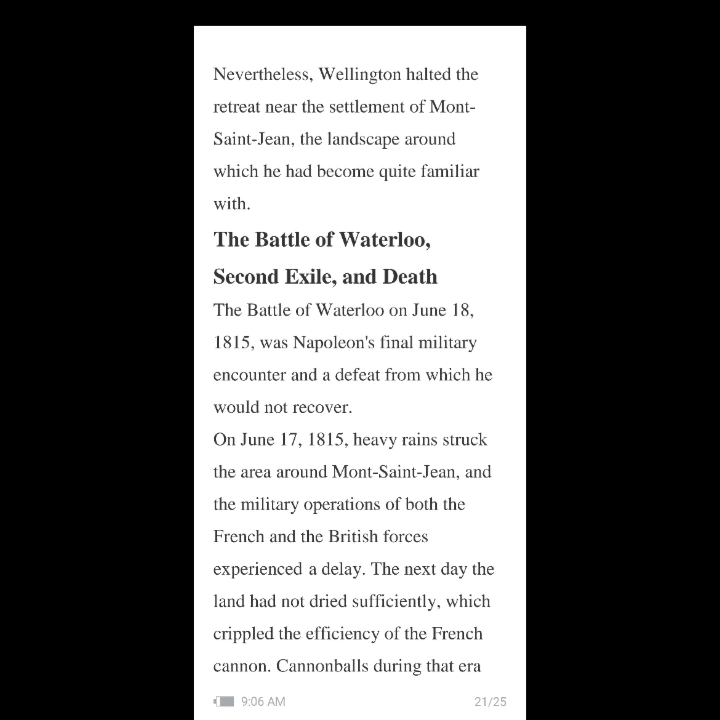 Nevertheless, Wellington halted the
retreat near the settlement of Mont-
Saint-Jean, the landscape around
which he had become quite familiar
with.
The Battle of Waterloo,
Second Exile, and Death
The Battle of Waterloo on June 18,
1815, was Napoleon's final military
encounter and a defeat from which he
would not recover.
On June 17, 1815, heavy rains struck
the area around Mont-Saint-Jean, and
the military operations of both the
French and the British forces
experienced a delay. The next day the
land had not dried sufficiently, which
crippled the efficiency of the French
cannon. Cannonballs during that era
9:06 AM 21/25